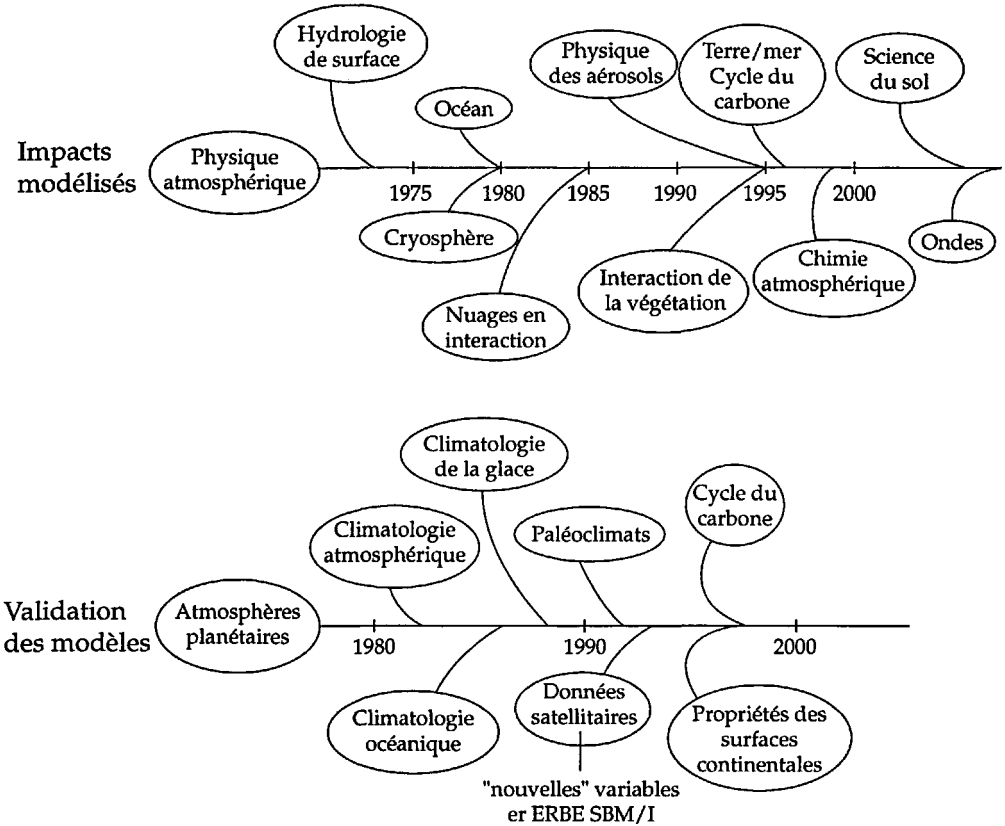 Hydrologie
de surface
Océan
Physique
des aérosols
Terre/mer
Cycle du
carbone
Science
du sol
Impacts
modélisés
Physique
atmosphérique
1975 1980 1985 1990 1995 2000
Cryosphère
Nuages en
interaction
Interaction de
la végétation
Chimie
atmosphérique
Ondes
Climatologie
de la glace
Climatologie
atmosphérique
Paléoclimats
Cycle du
carbone
Validation
des modèles
Atmosphères
planétaires
1980 1990 2000
Climatologie
océanique
Données
satellitaires
Propriétés des
surfaces
continentales
"nouvelles" variables
er ERBE SBM/I